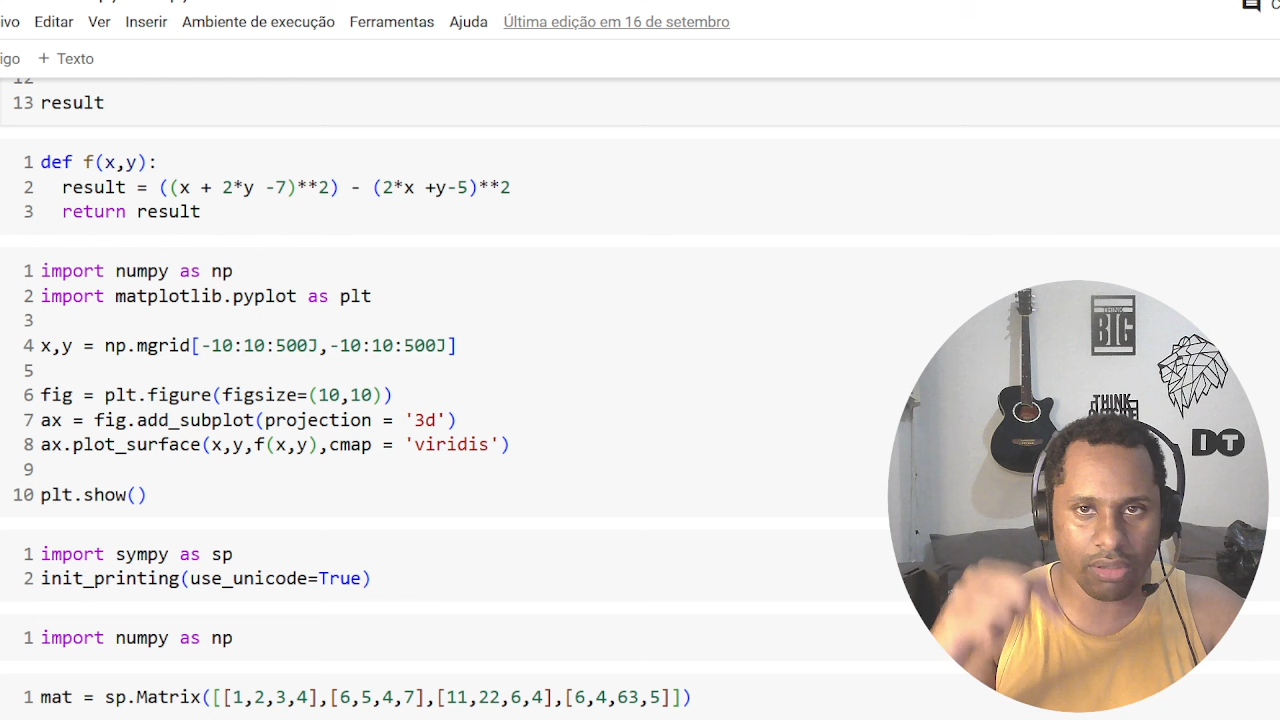 ivo Editar Ver Inserir Ambiente de execução Ferramentas Ajuda Última edição em 16 de setembro
igo + Texto
12
13 result
1 def f(x,y):
2 result = ((x + 2*y -7)**2) - (2*x +y-5)**2
3 return result
1 import numpy as np
2 import matplotlib.pyplot as plt
3
4 x,y = np.mgrid[-10:10:500J,-10:10:500J]
5
6 fig = plt.figure(figsize=(10,10))
7 ax = fig.add_subplot(projection = '3d')
8 ax.plot_surface(x,y,f(x,y),cmap = 'viridis')
9
10 plt.show()
1 import sympy as sp
2 init_printing(use_unicode=True)
1 import numpy as np
1 mat = sp.Matrix([[1,2,3,4],[6,5,4,7],[11,22,6,4],[6,4,63,5]])
THINK
BIG
THINK
DT